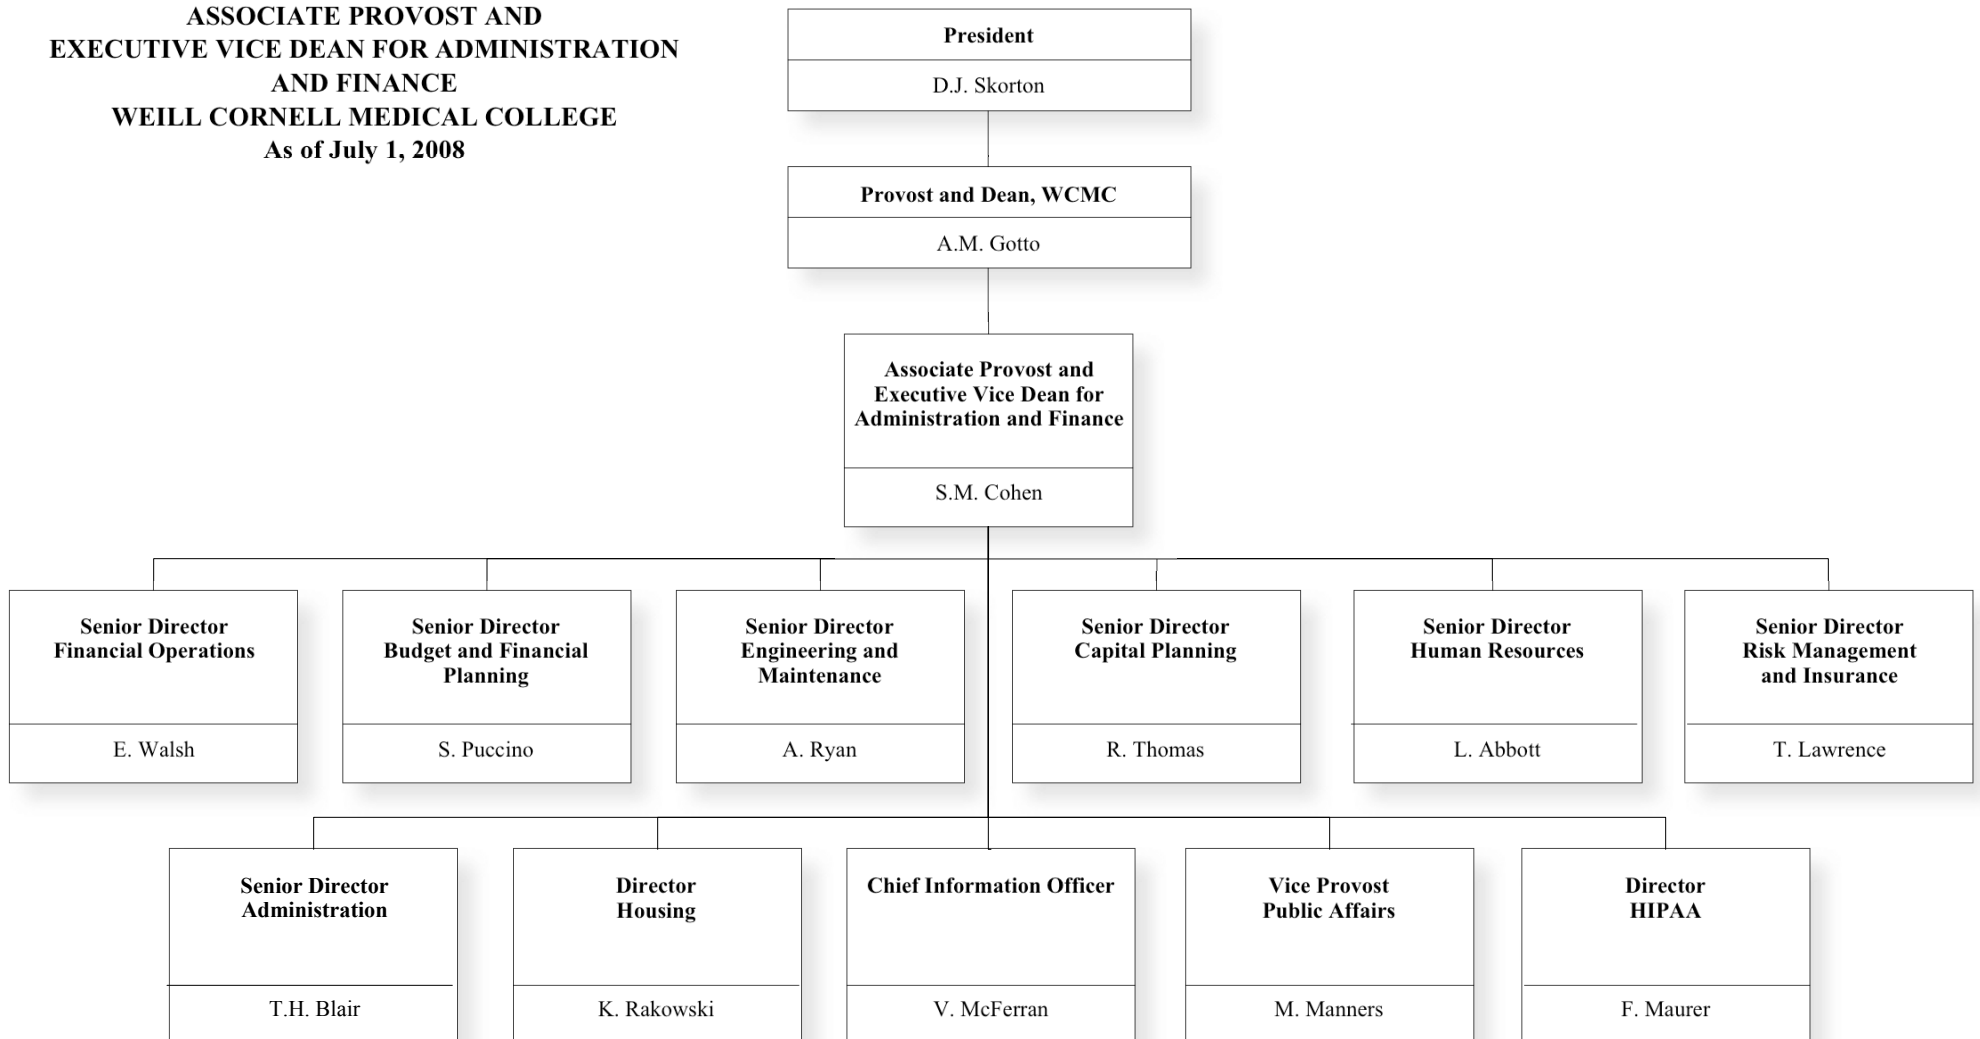 ASSOCIATE PROVOST AND
EXECUTIVE VICE DEAN FOR ADMINISTRATION
AND FINANCE
WEILL CORNELL MEDICAL COLLEGE
As of July 1, 2008
President
D.J. Skorton
Provost and Dean, WCMC
A.M. Gotto
Associate Provost and
Executive Vice Dean for
Administration and Finance
S.M. Cohen
Senior Director
Financial Operations
E. Walsh
Senior Director
Budget and Financial
Planning
S. Puccino
Senior Director
Engineering and
Maintenance
A. Ryan
Senior Director
Capital Planning
R. Thomas
Senior Director
Human Resources
L. Abbott
Senior Director
Risk Management
and Insurance
T. Lawrence
Senior Director
Administration
T.H. Blair
Director
Housing
K. Rakowski
Chief Information Officer
V. McFerran
Vice Provost
Public Affairs
M. Manners
Director
HIPAA
F. Maurer